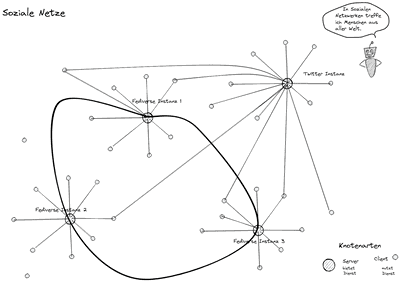 Soziale Netze
In Sozialen
Netzwerken treffe
ich Menschen aus
aller Welt.
Twitter Instanz
Fediverse Instanz 1
Fediverse Instanz 2
Fediverse Instanz 3
Knotenarten
Server
Client
bietet
Dienst
nutzt
Dienst